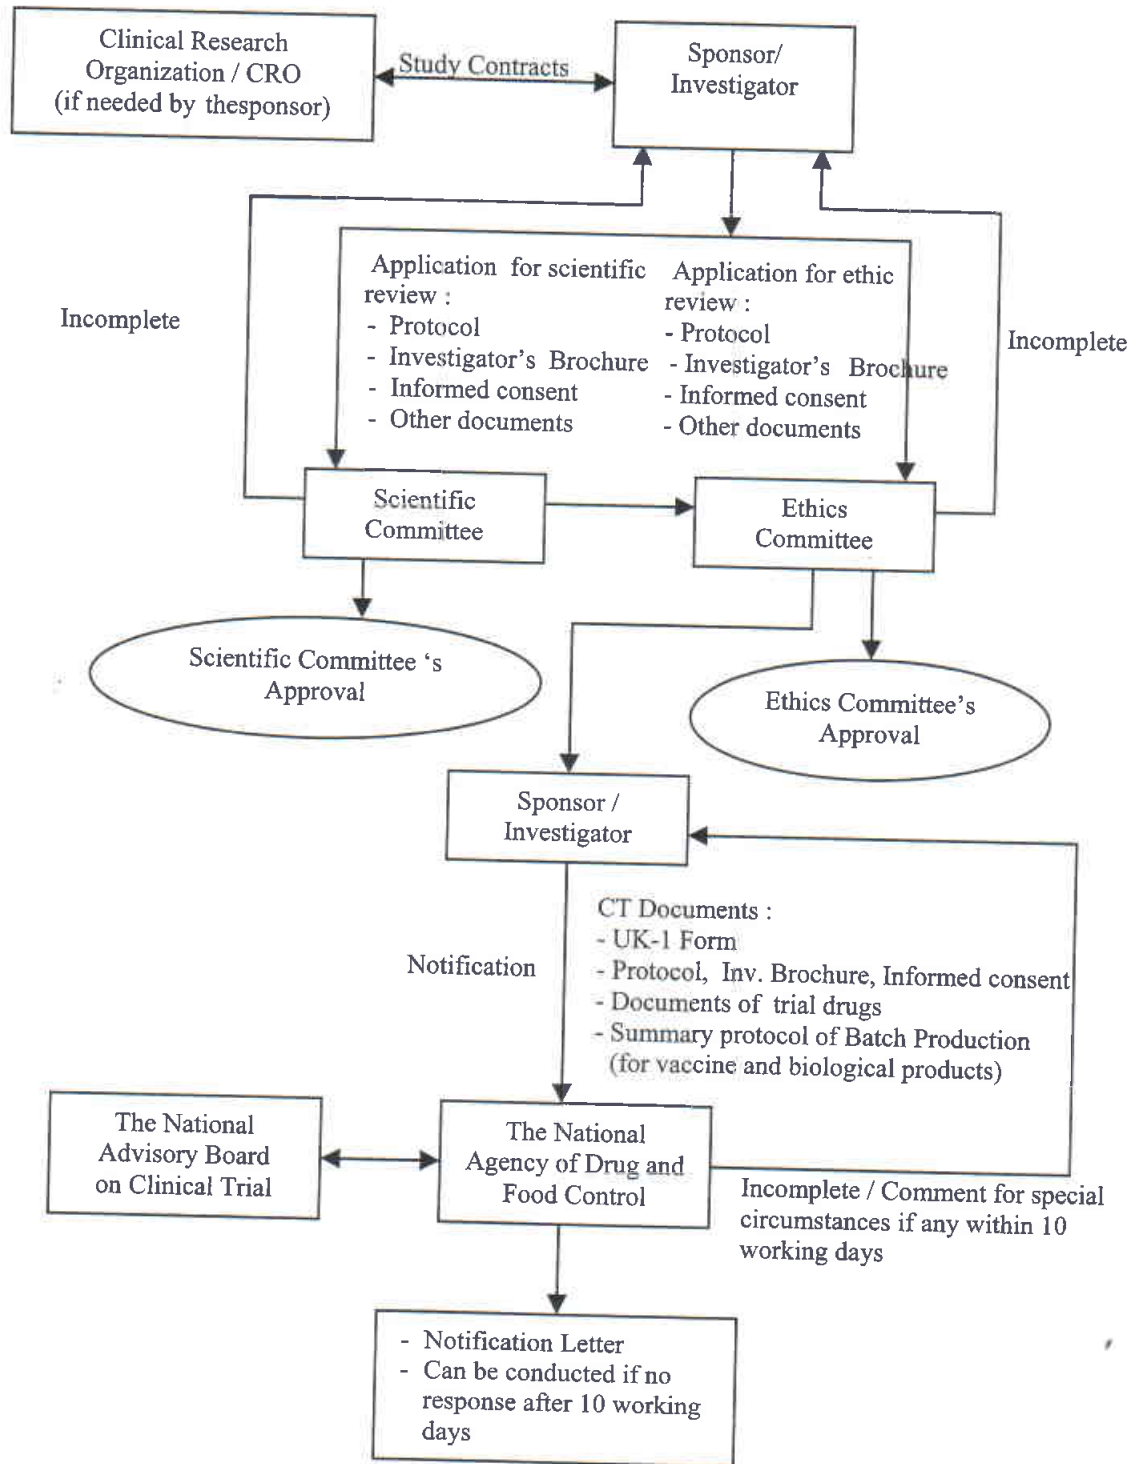 Clinical Research
Organization / CRO
(if needed by thesponsor)
Study Contracts
Sponsor/
Investigator
Incomplete
Application for scientific
review :
- Protocol
- Investigator's Brochure
- Informed consent
- Other documents
Application for ethic
review :
- Protocol
- Investigator's Brochure
- Informed consent
- Other documents
Incomplete
Scientific
Committee
Ethics
Committee
Scientific Committee ‘s
Approval
Ethics Committee's
Approval
Sponsor /
Investigator
Notification
CT Documents :
- UK-1 Form
- Protocol, Inv. Brochure, Informed consent
- Documents of trial drugs
- Summary protocol of Batch Production
(for vaccine and biological products)
The National
Advisory Board
on Clinical Trial
The National
Agency of Drug and
Food Control
Incomplete / Comment for special
circumstances if any within 10
working days
- Notification Letter
- Can be conducted if no
response after 10 working
days